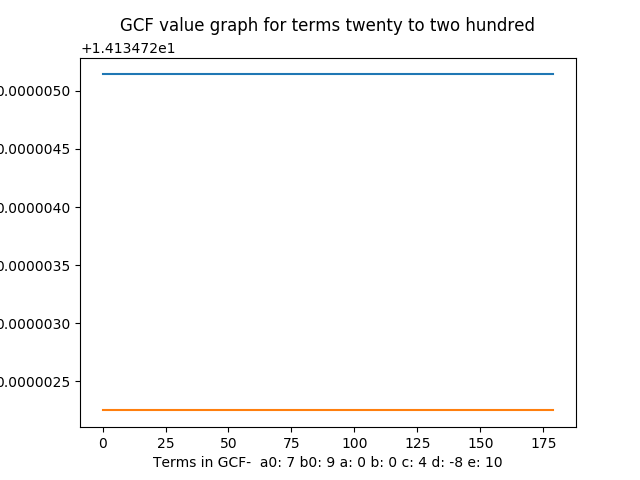 GCF value graph for terms twenty to two hundred
+1.413472e1
0.0000050
0.0000045
0.0000040
0.0000035
0.0000030
0.0000025
0 25 50 75 100 125 150 175
Terms in GCF- a0: 7 b0: 9 a: 0 b: 0 c: 4 d: -8 e: 10